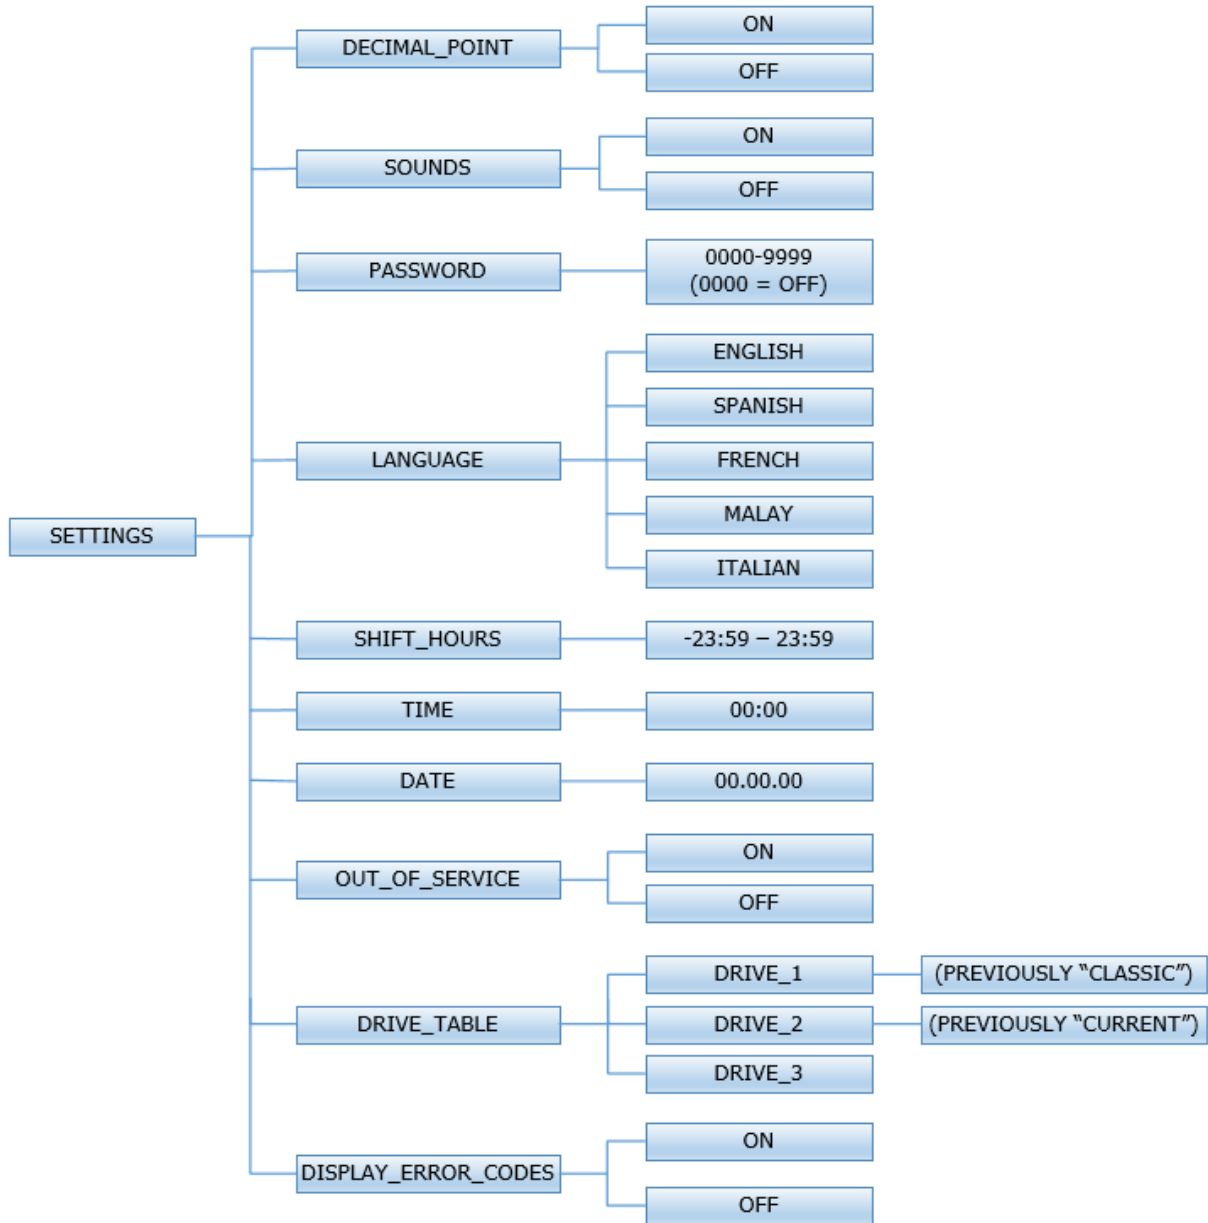 SETTINGS
DECIMAL_POINT
ON
OFF
SOUNDS
ON
OFF
PASSWORD
0000-9999
(0000 = OFF)
LANGUAGE
ENGLISH
SPANISH
FRENCH
MALAY
ITALIAN
SHIFT_HOURS
-23:59 – 23:59
TIME
00:00
DATE
00.00.00
OUT_OF_SERVICE
ON
OFF
DRIVE_TABLE
DRIVE_1
(PREVIOUSLY “CLASSIC”)
DRIVE_2
(PREVIOUSLY “CURRENT”)
DRIVE_3
DISPLAY_ERROR_CODES
ON
OFF